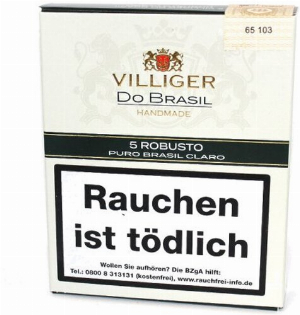 65 103
VILLIGER
DO BRASIL
HANDMADE
5 ROBUSTO
PURO BRASIL CLARO
Rauchen
ist tödlich
Wollen Sie aufhören? Die BZgA hilft:
Tel.: 0800 8 313131 (kostenfrei), www.rauchfrei-info.de